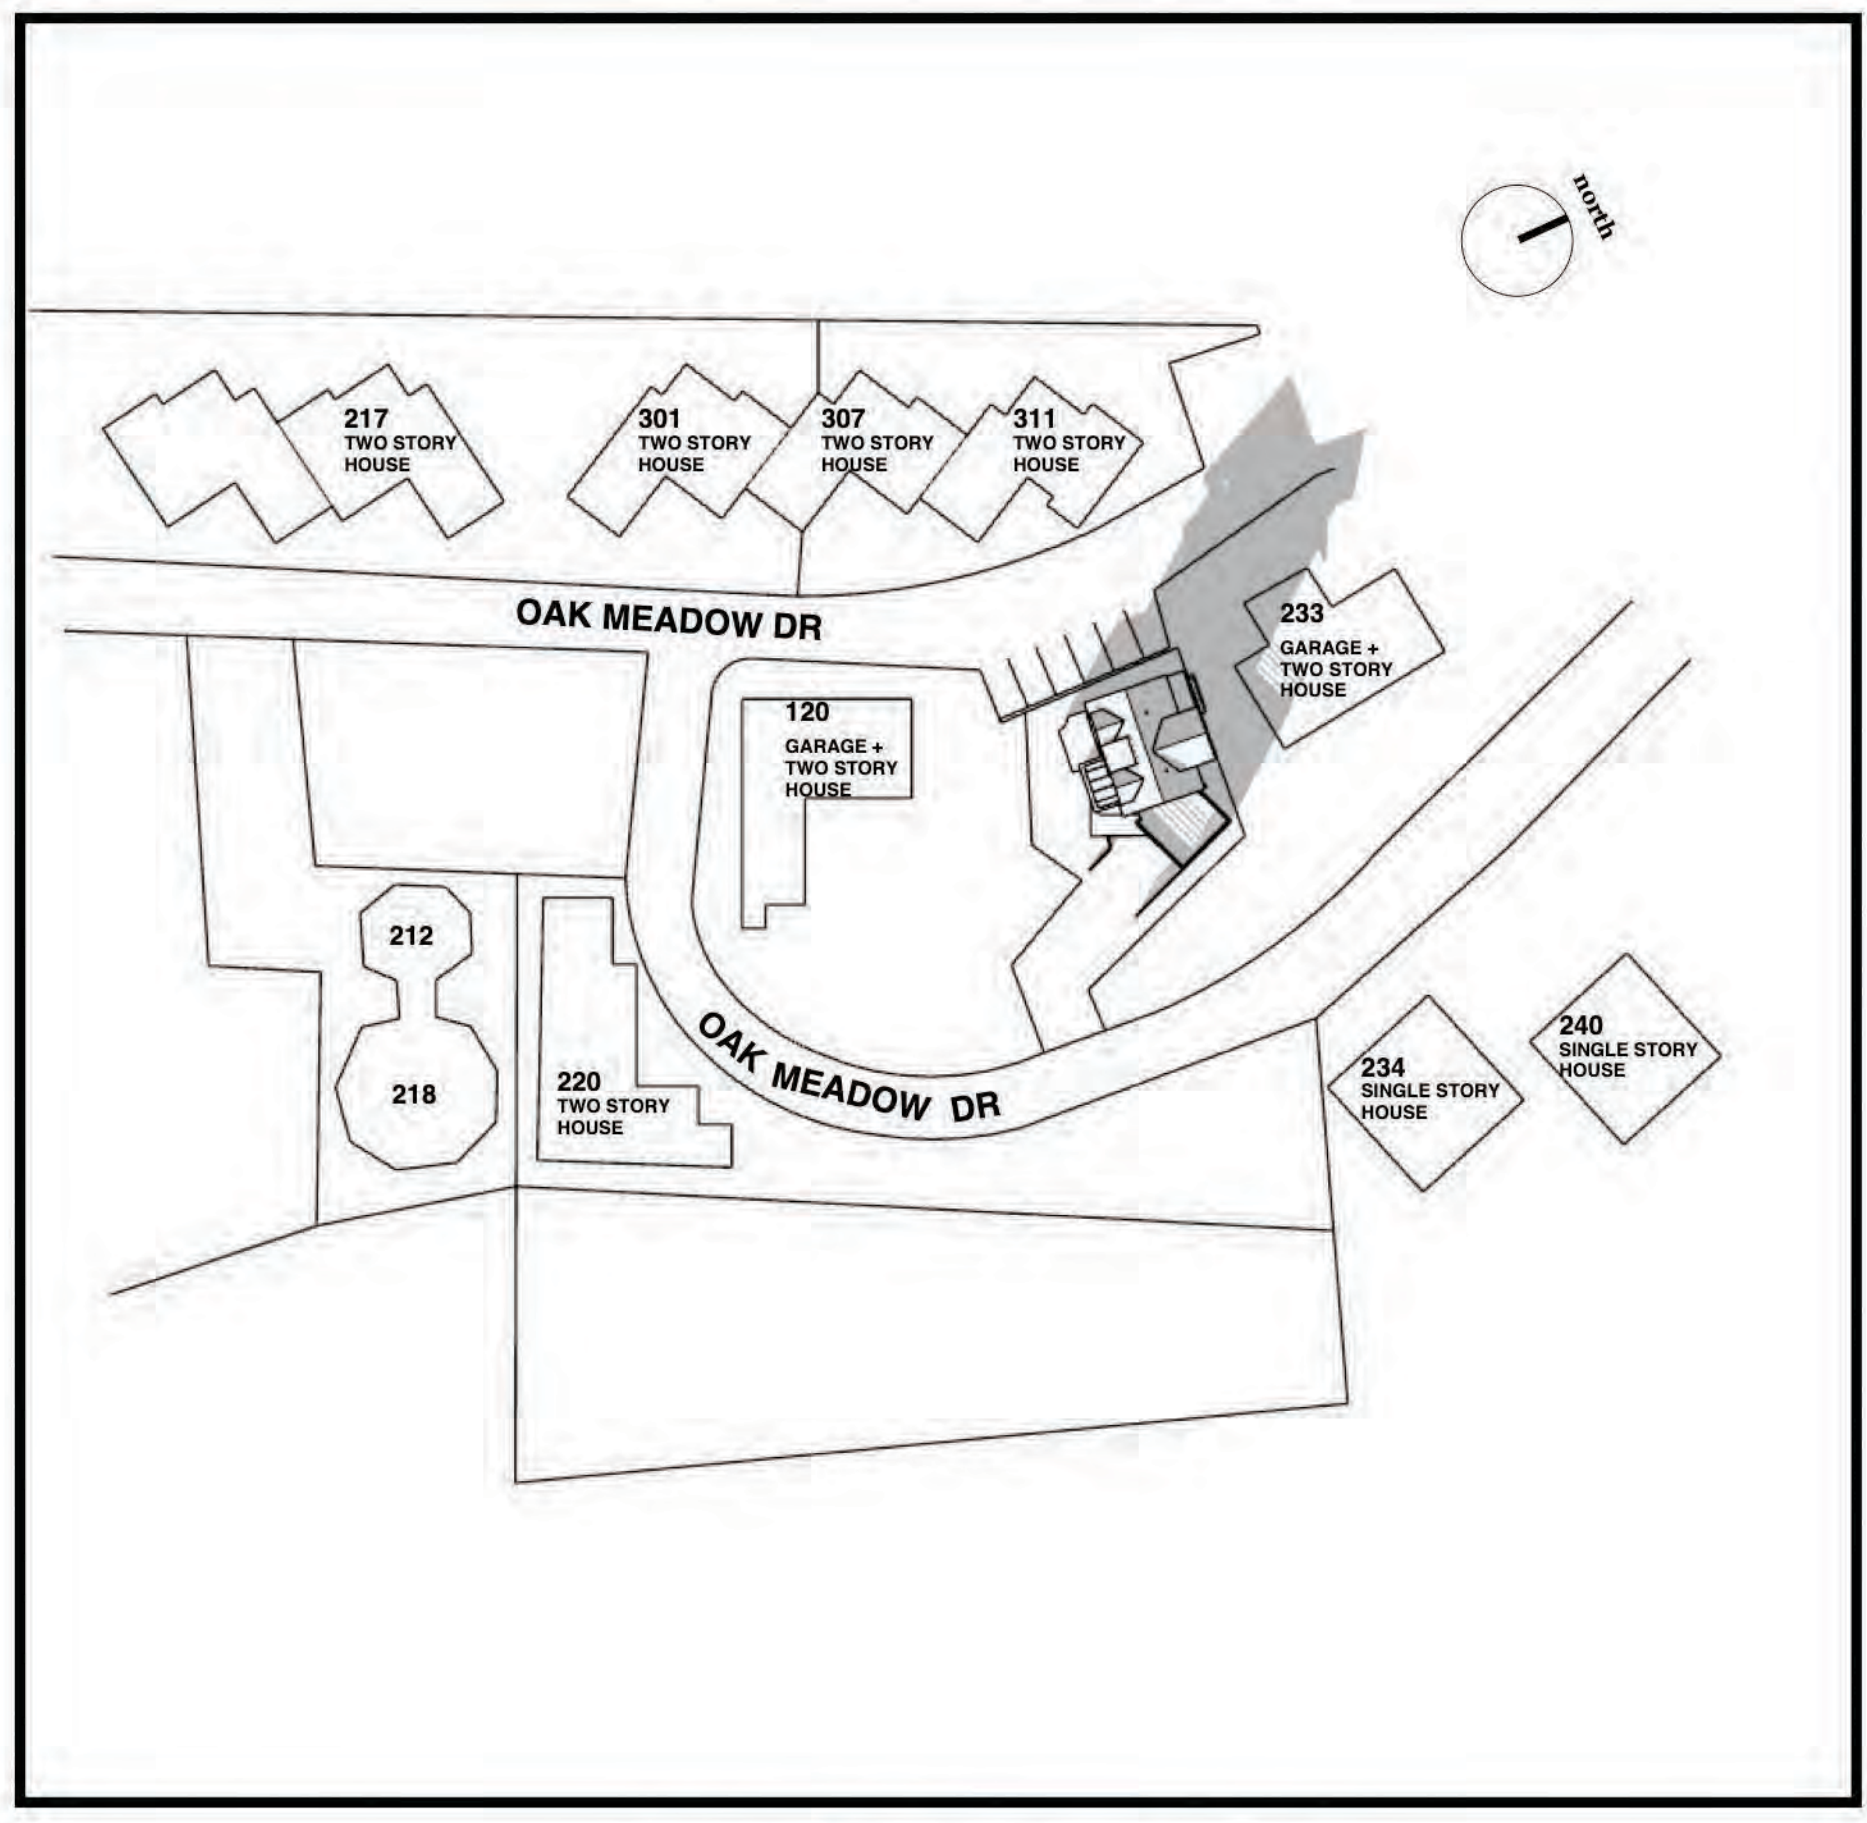 north
217
TWO STORY
HOUSE
301
TWO STORY
HOUSE
307
TWO STORY
HOUSE
311
TWO STORY
HOUSE
OAK MEADOW DR
233
GARAGE +
TWO STORY
HOUSE
120
GARAGE +
TWO STORY
HOUSE
212
218
220
TWO STORY
HOUSE
OAK MEADOW DR
234
SINGLE STORY
HOUSE
240
SINGLE STORY
HOUSE